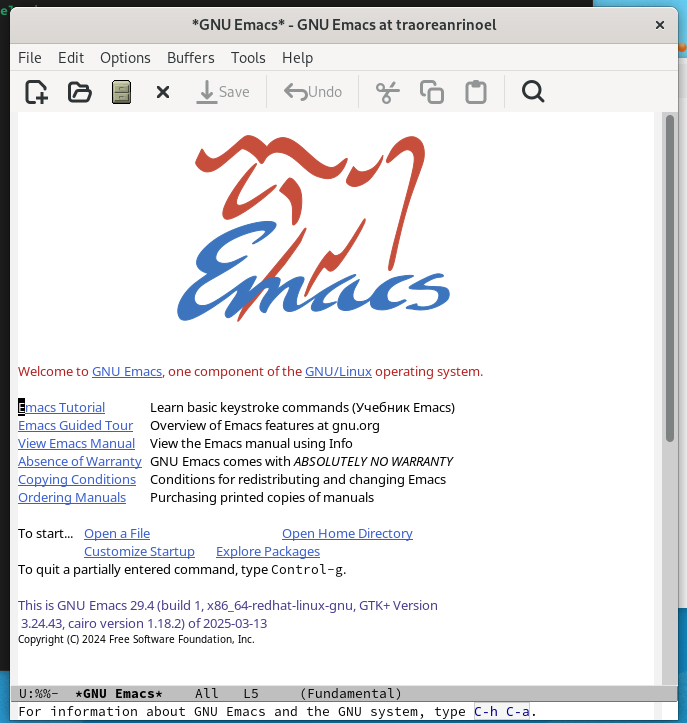 *GNU Emacs* - GNU Emacs at traoreanrinoel
File Edit Options Buffers Tools Help
Save Undo
Emacs
Welcome to GNU Emacs, one component of the GNU/Linux operating system.
Emacs Tutorial Learn basic keystroke commands (Учебник Emacs)
Emacs Guided Tour Overview of Emacs features at gnu.org
View Emacs Manual View the Emacs manual using Info
Absence of Warranty GNU Emacs comes with ABSOLUTELY NO WARRANTY
Copying Conditions Conditions for redistributing and changing Emacs
Ordering Manuals Purchasing printed copies of manuals
To start... Open a File Open Home Directory
Customize Startup Explore Packages
To quit a partially entered command, type Control-g.
This is GNU Emacs 29.4 (build 1, x86_64-redhat-linux-gnu, GTK+ Version
3.24.43, cairo version 1.18.2) of 2025-03-13
Copyright (C) 2024 Free Software Foundation, Inc.
U:%%- *GNU Emacs* All L5 (Fundamental)
For information about GNU Emacs and the GNU system, type C-h C-a.